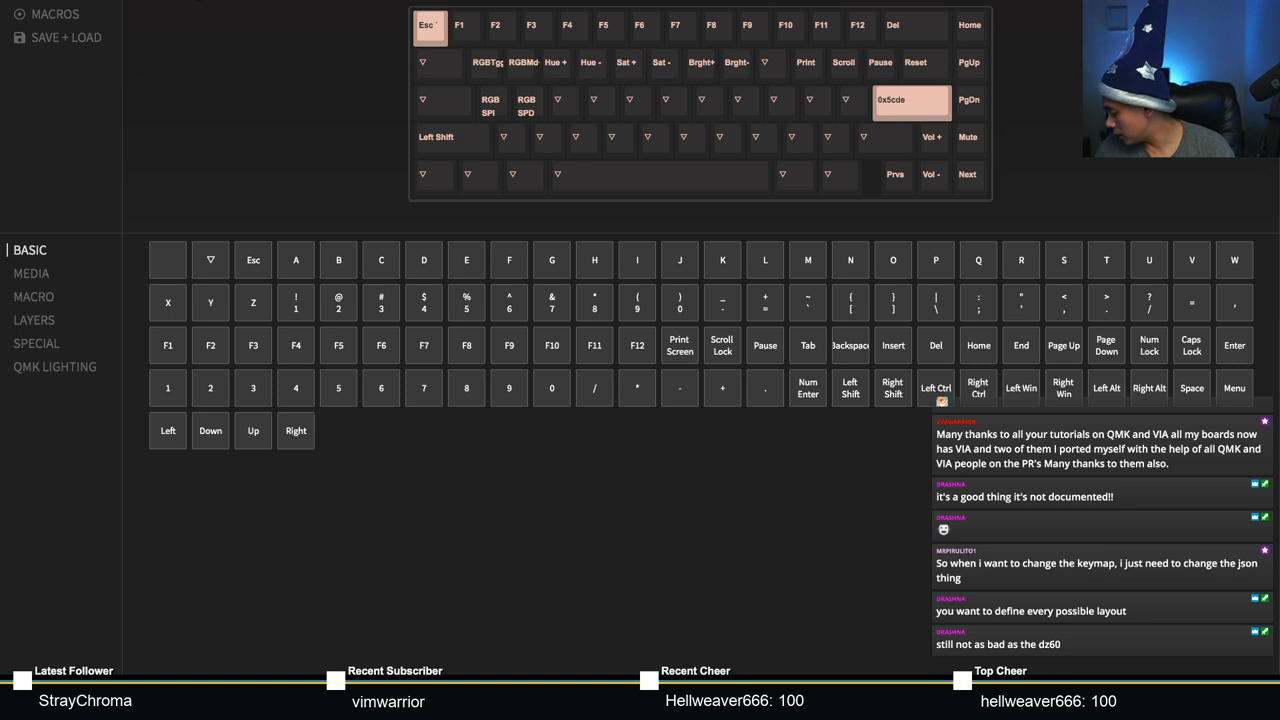 MACROS
SAVE + LOAD
Esc `
F1
F2
F3
F4
F5
F6
F7
F8
F9
F10
F11
F12
Del
Home
▽
RGBTgg
RGBMd-
Hue +
Hue -
Sat +
Sat -
Brght+
Brght-
▽
Print
Scroll
Pause
Reset
PgUp
▽
RGB
SPI
RGB
SPD
▽
▽
▽
▽
▽
▽
▽
▽
▽
0x5cde
PgDn
Left Shift
▽
▽
▽
▽
▽
▽
▽
▽
▽
▽
▽
Vol +
Mute
▽
▽
▽
▽
▽
▽
Prvs
Vol -
Next
BASIC
MEDIA
MACRO
LAYERS
SPECIAL
QMK LIGHTING
▽
Esc
A
B
C
D
E
F
G
H
I
J
K
L
M
N
O
P
Q
R
S
T
U
V
W
X
Y
Z
!
1
@
2
#
3
$
4
%
5
^
6
&
7
*
8
(
9
)
0
_
-
+
=
~
`
{
[
}
]
|
\
:
;
"
'
<
,
>
.
?
/
=
,
F1
F2
F3
F4
F5
F6
F7
F8
F9
F10
F11
F12
Print
Screen
Scroll
Lock
Pause
Tab
Backspace
Insert
Del
Home
End
Page Up
Page
Down
Num
Lock
Caps
Lock
Enter
1
2
3
4
5
6
7
8
9
0
/
*
-
+
.
Num
Enter
Left
Shift
Right
Shift
Left Ctrl
Right
Ctrl
Left Win
Right
Win
Left Alt
Right Alt
Space
Menu
Left
Down
Up
Right
VIMWARRIOR
Many thanks to all your tutorials on QMK and VIA all my boards now
has VIA and two of them I ported myself with the help of all QMK and
VIA people on the PR's Many thanks to them also.
DRASHNA
it's a good thing it's not documented!!
DRASHNA
MRPIRULITO1
So when i want to change the keymap, i just need to change the json
thing
DRASHNA
you want to define every possible layout
DRASHNA
still not as bad as the dz60
Latest Follower
StrayChroma
Recent Subscriber
vimwarrior
Recent Cheer
Hellweaver666: 100
Top Cheer
hellweaver666: 100